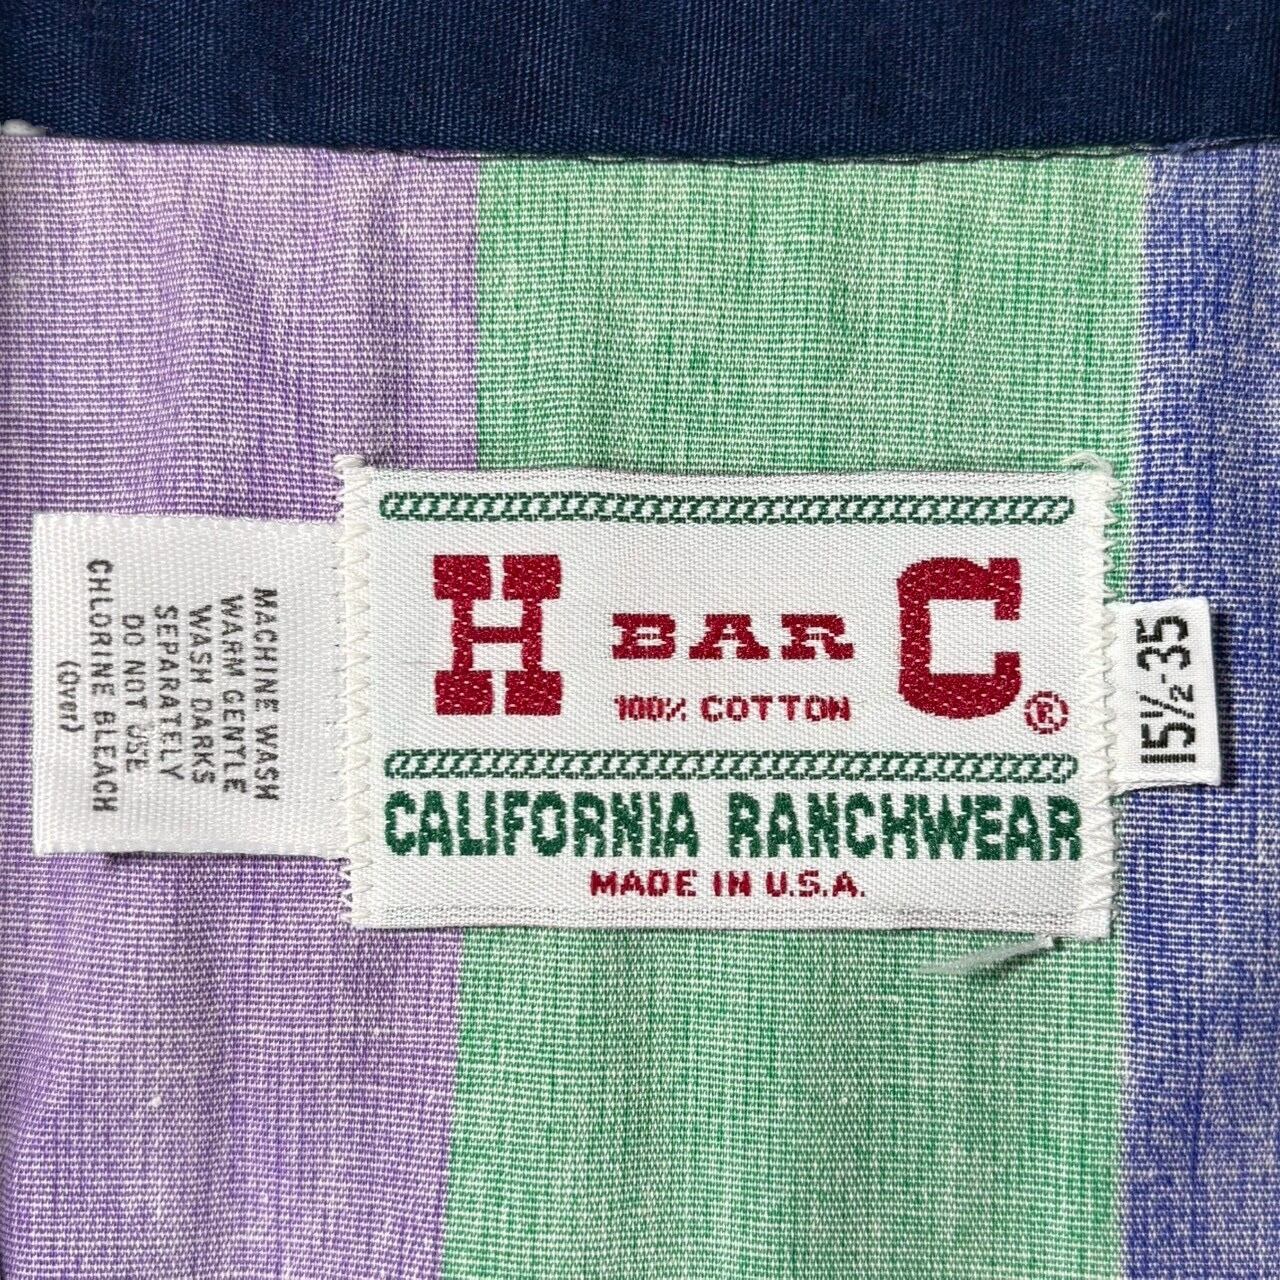 H BAR C ®
100% COTTON
CALIFORNIA RANCHWEAR
MADE IN U.S.A.
MACHINE WASH
WARM GENTLE
WASH DARKS
SEPARATELY
DO NOT USE
CHLORINE BLEACH
(Over)
15½-35